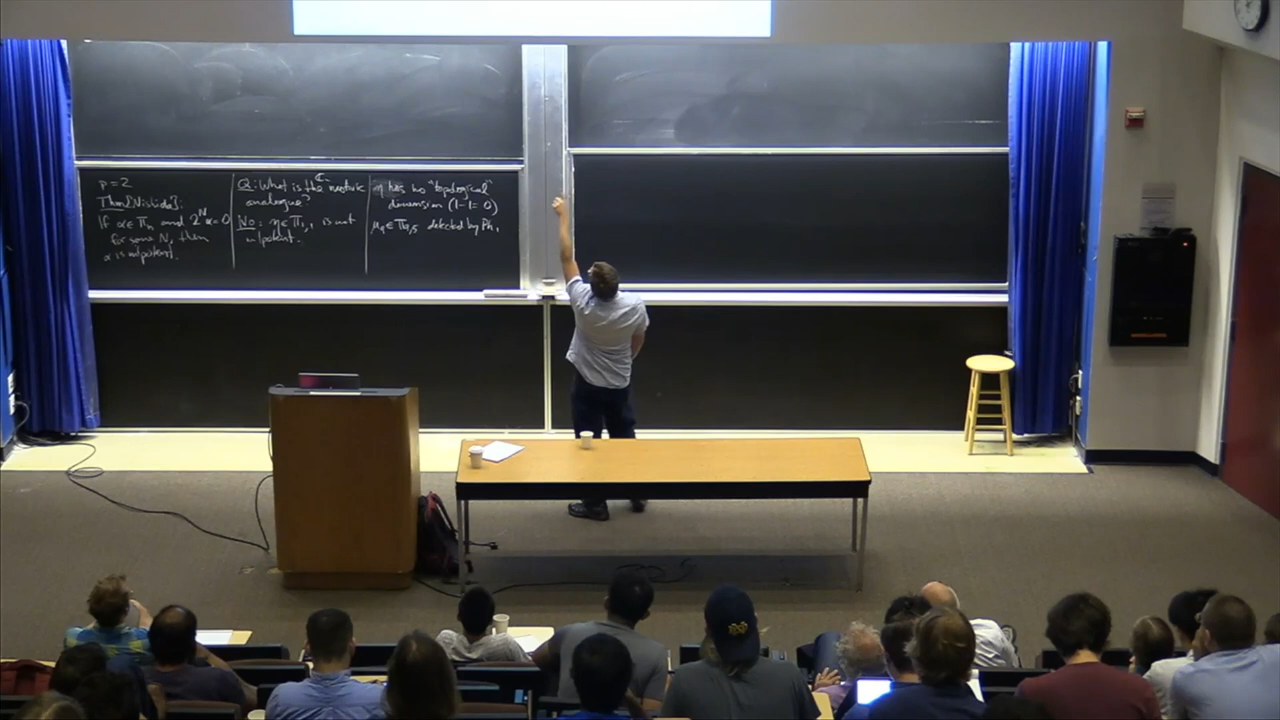 p=2
Thm[Nishida]:
If α∈π_n and 2^N α=0
for some N, then
α is nilpotent.
Q: What is the ℂ-motivic
analogue?
No: η∈π_{1,1} is not
nilpotent.
η has no "topological"
dimension (1-1=0)
μ_9∈π_{9,5} detected by Ph_1